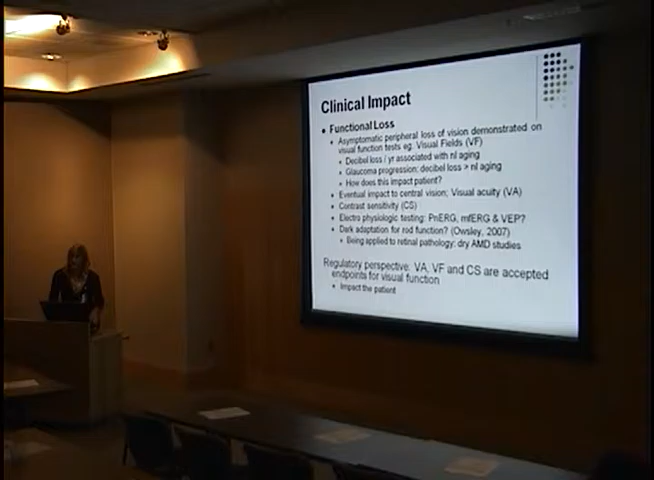 Clinical Impact
Functional Loss
Asymptomatic peripheral loss of vision demonstrated on
visual function tests eg. Visual Fields (VF)
Decibel loss / yr associated with nl aging
Glaucoma progression: decibel loss > nl aging
How does this impact patient?
Eventual impact to central vision; Visual acuity (VA)
Contrast sensitivity (CS)
Electro physiologic testing: PnERG, mfERG & VEP?
Dark adaptation for rod function? (Owsley, 2007)
Being applied to retinal pathology: dry AMD studies
Regulatory perspective: VA, VF and CS are accepted
endpoints for visual function
Impact the patient